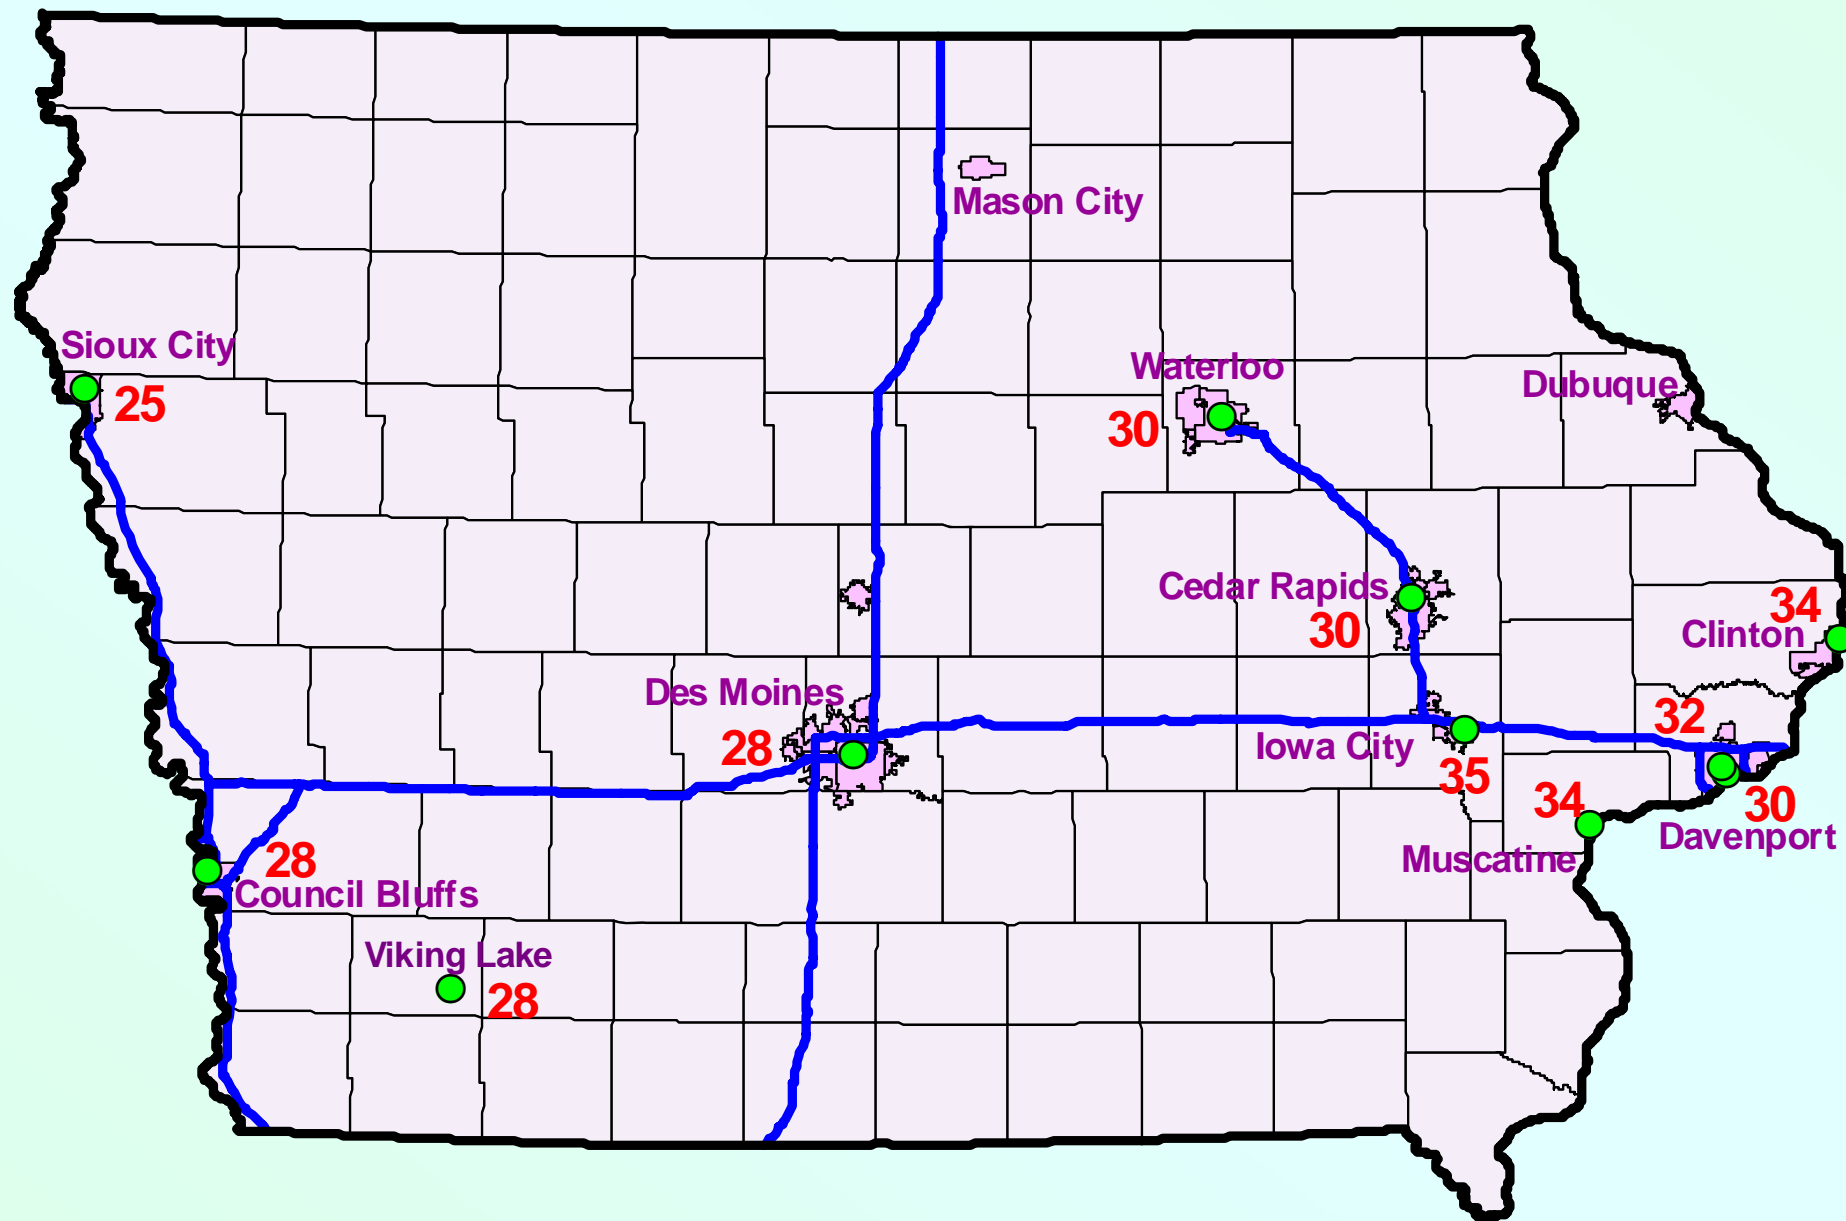 Mason City
Sioux City
25
Waterloo
30
Dubuque
Cedar Rapids
30
34
Clinton
Des Moines
28
32
Iowa City
35
34
30
Davenport
Muscatine
28
Council Bluffs
Viking Lake
28